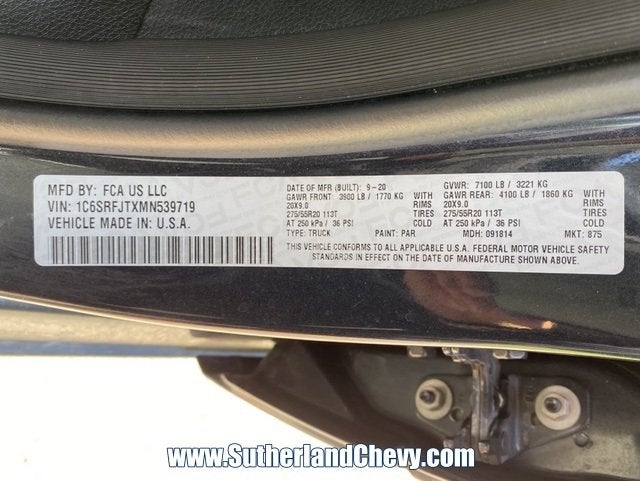 MFD BY: FCA US LLC
VIN: 1C6SRFJTXMN539719
VEHICLE MADE IN: U.S.A.
DATE OF MFR (BUILT): 9-20 GVWR: 7100 LB / 3221 KG
GAWR FRONT 3900 LB / 1770 KG WITH TIRES GAWR REAR 4100 LB / 1860 KG WITH TIRES
20X9.0 RIMS 20X9.0 RIMS
275/55R20 113T TIRES 275/55R20 113T TIRES
AT 250 kPa / 36 PSI COLD AT 250 kPa / 36 PSI COLD
TYPE: TRUCK PAINT: PAR MDH: 091814 MKT: 875
THIS VEHICLE CONFORMS TO ALL APPLICABLE U.S.A. FEDERAL MOTOR VEHICLE SAFETY
STANDARDS IN EFFECT ON THE DATE OF MANUFACTURE SHOWN ABOVE.
www.SutherlandChevy.com